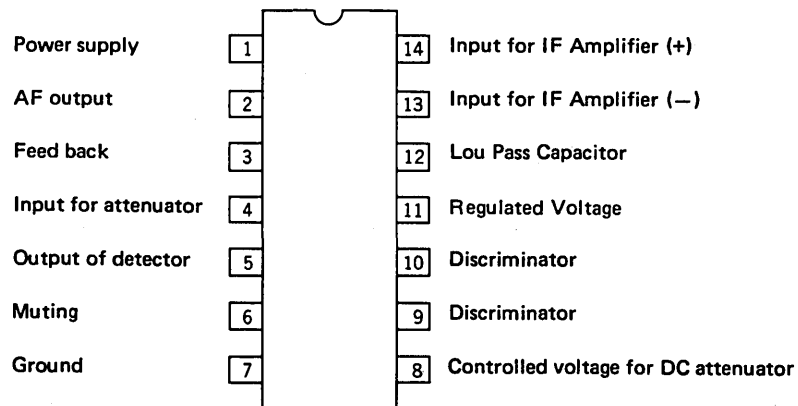 Power supply 1 14 Input for IF Amplifier (+)
AF output 2 13 Input for IF Amplifier (—)
Feed back 3 12 Lou Pass Capacitor
Input for attenuator 4 11 Regulated Voltage
Output of detector 5 10 Discriminator
Muting 6 9 Discriminator
Ground 7 8 Controlled voltage for DC attenuator